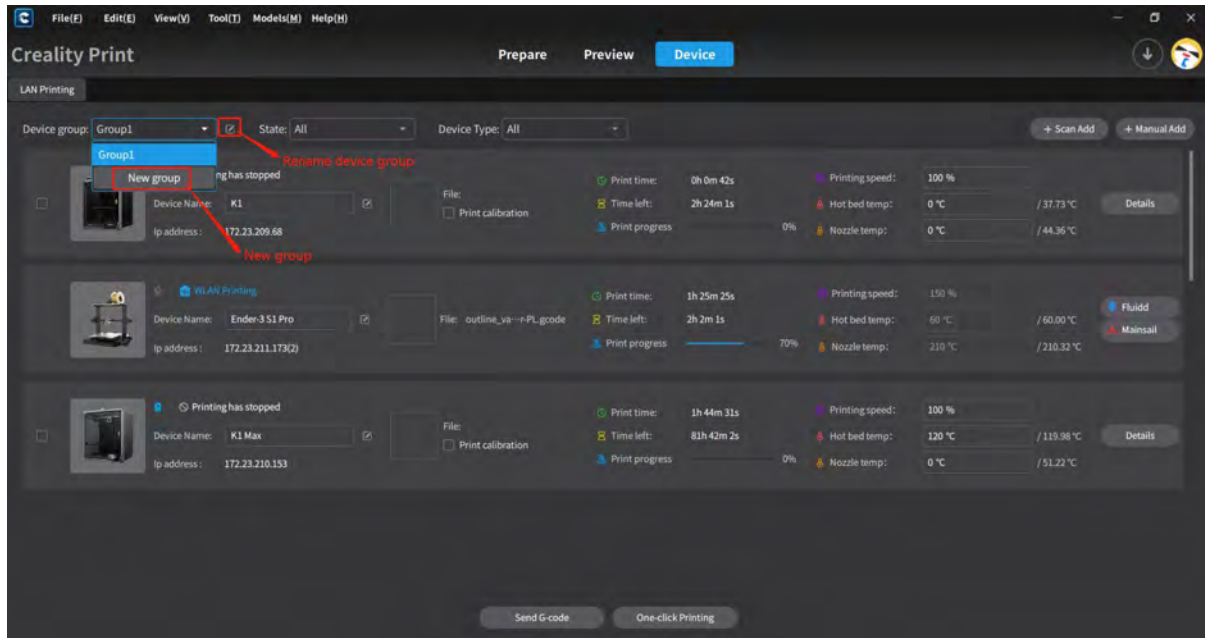 File(F) Edit(E) View(V) Tool(T) Models(M) Help(H)
Creality Print
Prepare Preview Device
LAN Printing
Device group: Group1 State: All Device Type: All + Scan Add + Manual Add
Group1
Rename device group
New group
ng has stopped
Device Name: K1
Ip address: 172.23.209.68
New group
File:
Print calibration
Print time: 0h 0m 42s
Time left: 2h 24m 1s
Print progress 0%
Printing speed: 100 %
Hot bed temp: 0 °C / 37.73 °C
Nozzle temp: 0 °C / 44.36 °C
Details
WLAN Printing
Device Name: Ender-3 S1 Pro
Ip address: 172.23.211.173(2)
File: outline_va···r-PL.gcode
Print time: 1h 25m 25s
Time left: 2h 2m 1s
Print progress 70%
Printing speed: 150 %
Hot bed temp: 60 °C / 60.00 °C
Nozzle temp: 210 °C / 210.32 °C
Fluidd
Mainsail
Printing has stopped
Device Name: K1 Max
Ip address: 172.23.210.153
File:
Print calibration
Print time: 1h 44m 31s
Time left: 81h 42m 2s
Print progress 0%
Printing speed: 100 %
Hot bed temp: 120 °C / 119.98 °C
Nozzle temp: 0 °C / 51.22 °C
Details
Send G-code One-click Printing